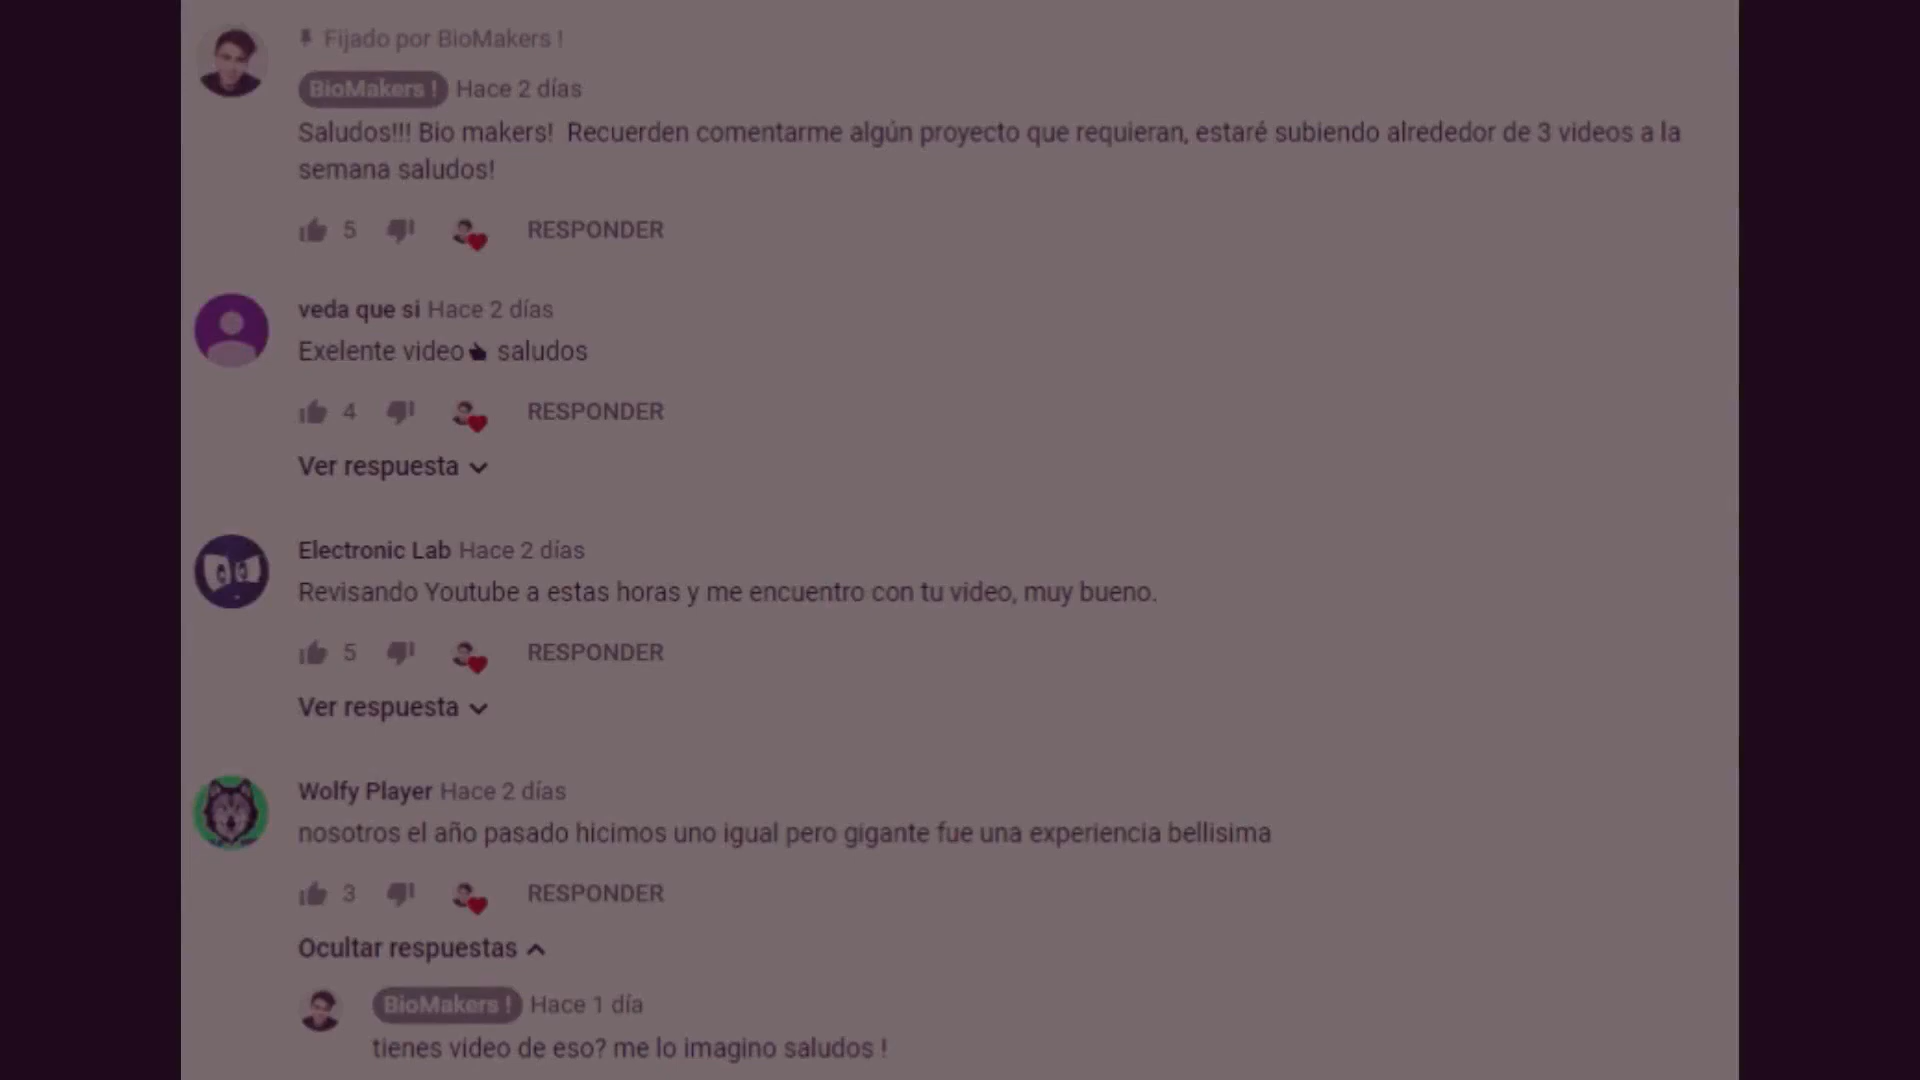 Fijado por BioMakers !
BioMakers ! Hace 2 días
Saludos!!! Bio makers! Recuerden comentarme algún proyecto que requieran, estaré subiendo alrededor de 3 videos a la
semana saludos!
5 RESPONDER
veda que si Hace 2 días
Exelente video saludos
4 RESPONDER
Ver respuesta
Electronic Lab Hace 2 días
Revisando Youtube a estas horas y me encuentro con tu video, muy bueno.
5 RESPONDER
Ver respuesta
Wolfy Player Hace 2 días
nosotros el año pasado hicimos uno igual pero gigante fue una experiencia bellisima
3 RESPONDER
Ocultar respuestas
BioMakers ! Hace 1 día
tienes video de eso? me lo imagino saludos !